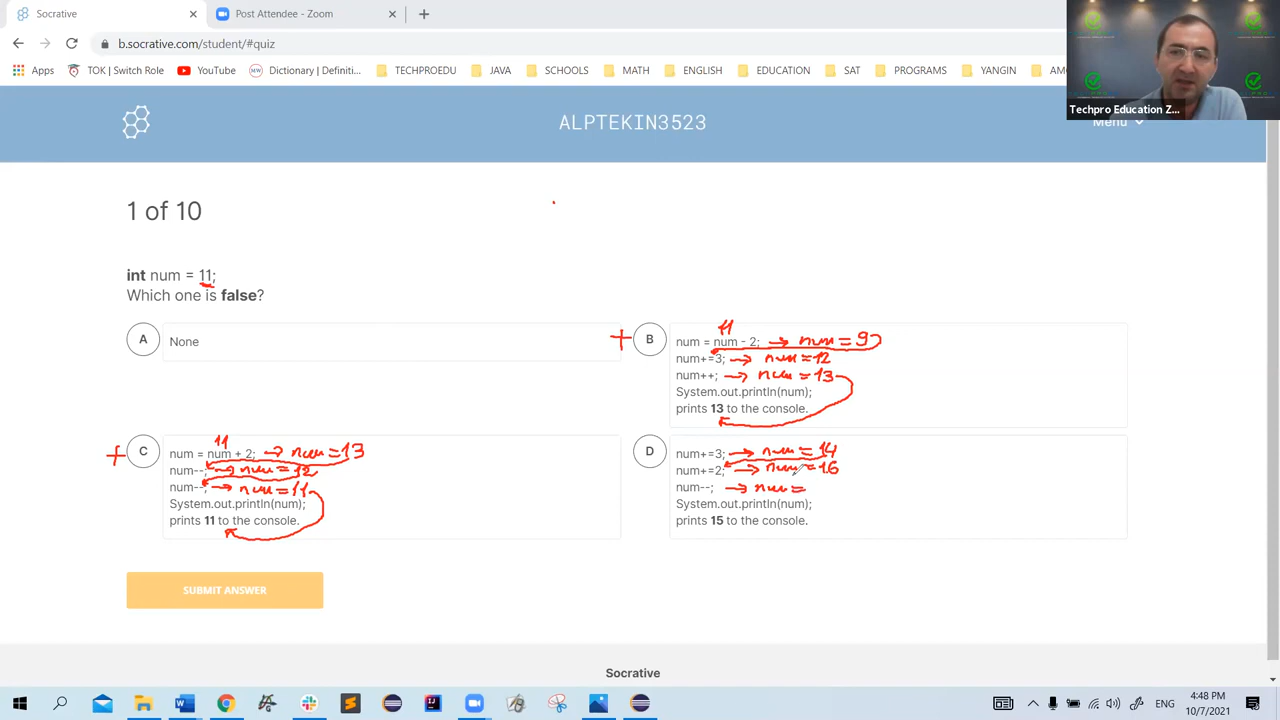 Socrative
Post Attendee - Zoom
b.socrative.com/student/#quiz
Apps
TOK | Switch Role
YouTube
Dictionary | Definiti...
TECHPROEDU
JAVA
SCHOOLS
MATH
ENGLISH
EDUCATION
SAT
PROGRAMS
YANGIN
Techpro Education Z...
ALPTEKIN3523
Menu
1 of 10
int num = 11;
Which one is false?
A
None
B
11
num = num - 2; → num = 9
num+=3; → num = 12
num++; → num = 13
System.out.println(num);
prints 13 to the console.
C
11
num = num + 2; → num = 13
num--; → num = 12
num--; → num = 11
System.out.println(num);
prints 11 to the console.
D
num+=3; → num = 14
num+=2; → num = 16
num--; → num =
System.out.println(num);
prints 15 to the console.
SUBMIT ANSWER
Socrative
ENG
4:48 PM
10/7/2021